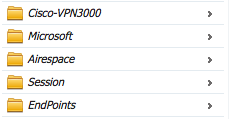 Cisco-VPN3000
Microsoft
Airespace
Session
EndPoints